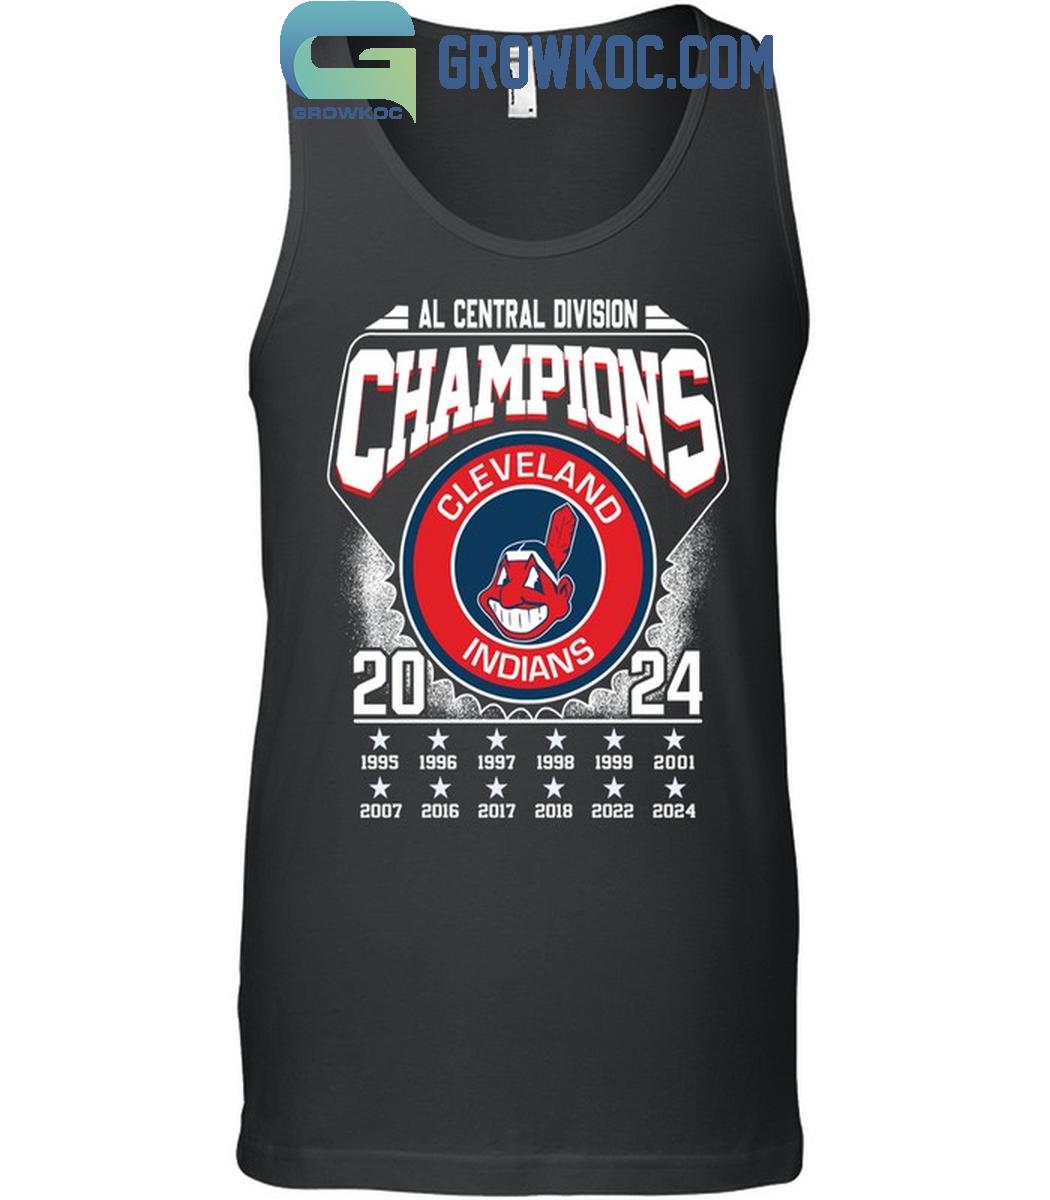 GROWKOC
GROWKOC.COM
AL CENTRAL DIVISION
CHAMPIONS
CLEVELAND
INDIANS
20 24
1995 1996 1997 1998 1999 2001
2007 2016 2017 2018 2022 2024